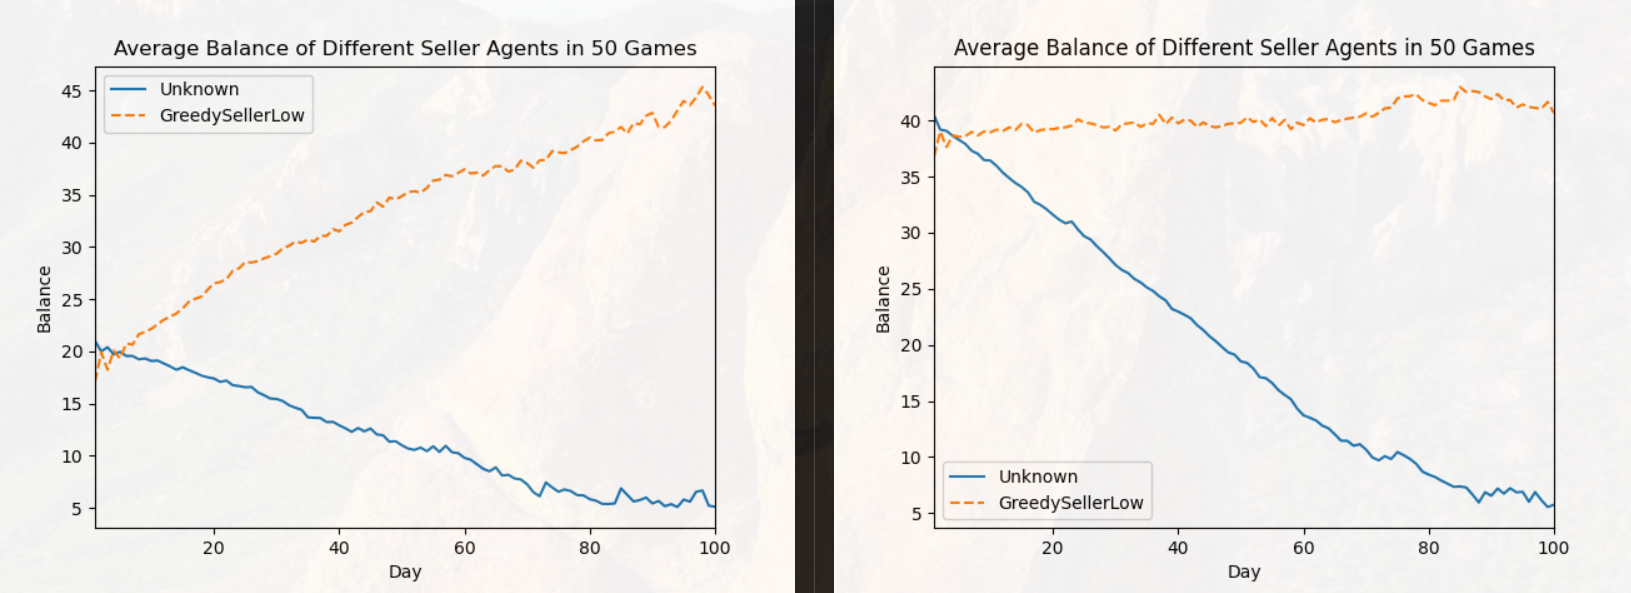 Average Balance of Different Seller Agents in 50 Games
Unknown
GreedySellerLow
45
40
35
30
25
20
15
10
5
Balance
20 40 60 80 100
Day
Average Balance of Different Seller Agents in 50 Games
40
35
30
25
20
15
10
5
Balance
Unknown
GreedySellerLow
20 40 60 80 100
Day